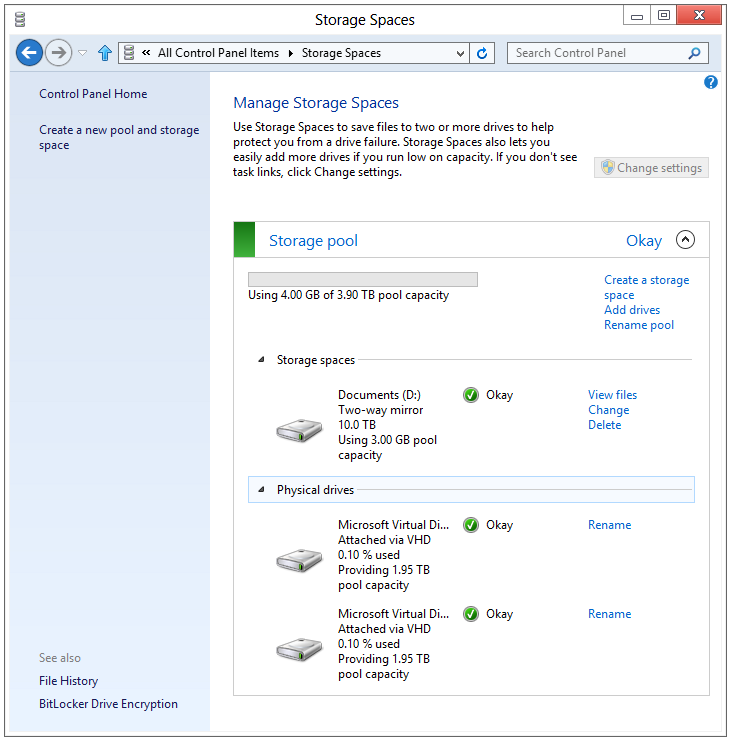 Storage Spaces
« All Control Panel Items Storage Spaces
Search Control Panel
Control Panel Home
Create a new pool and storage
space
Manage Storage Spaces
Use Storage Spaces to save files to two or more drives to help
protect you from a drive failure. Storage Spaces also lets you
easily add more drives if you run low on capacity. If you don't see
task links, click Change settings.
Change settings
Storage pool
Okay
Using 4.00 GB of 3.90 TB pool capacity
Create a storage
space
Add drives
Rename pool
Storage spaces
Documents (D:)
Two-way mirror
10.0 TB
Using 3.00 GB pool
capacity
Okay
View files
Change
Delete
Physical drives
Microsoft Virtual Di...
Attached via VHD
0.10 % used
Providing 1.95 TB
pool capacity
Okay
Rename
Microsoft Virtual Di...
Attached via VHD
0.10 % used
Providing 1.95 TB
pool capacity
Okay
Rename
See also
File History
BitLocker Drive Encryption